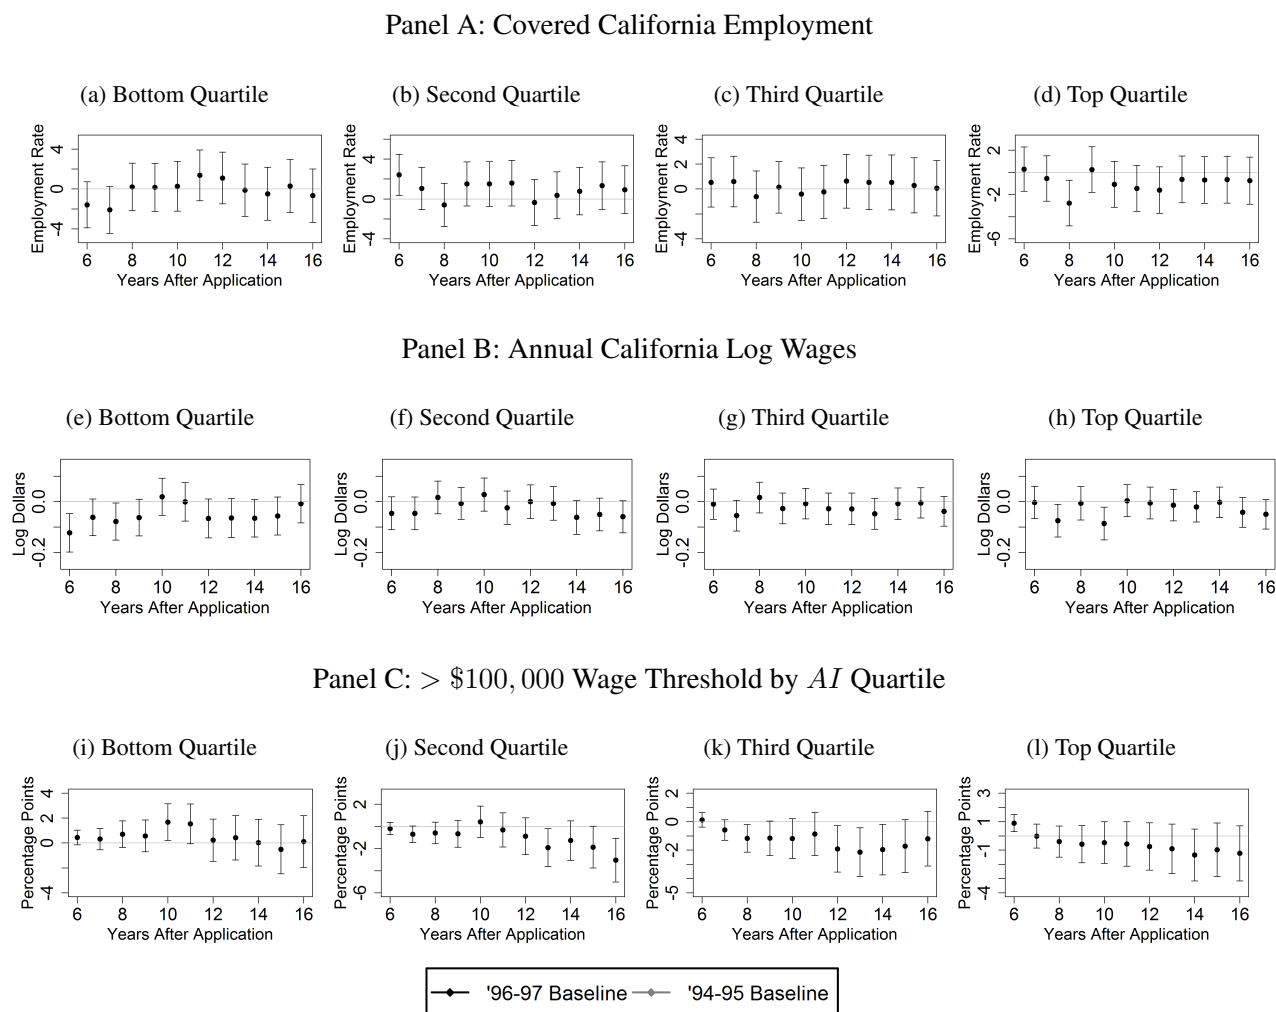 Panel A: Covered California Employment
(a) Bottom Quartile
(b) Second Quartile
(c) Third Quartile
(d) Top Quartile
Employment Rate
4
0
-4
6 8 10 12 14 16
Years After Application
Employment Rate
4
0
-4
6 8 10 12 14 16
Years After Application
Employment Rate
4
2
0
-4
6 8 10 12 14 16
Years After Application
Employment Rate
2
-2
-6
6 8 10 12 14 16
Years After Application
Panel B: Annual California Log Wages
(e) Bottom Quartile
(f) Second Quartile
(g) Third Quartile
(h) Top Quartile
Log Dollars
0.0
-0.2
6 8 10 12 14 16
Years After Application
Log Dollars
0.0
-0.2
6 8 10 12 14 16
Years After Application
Log Dollars
0.0
-0.2
6 8 10 12 14 16
Years After Application
Log Dollars
0.0
-0.2
6 8 10 12 14 16
Years After Application
Panel C: > $100,000 Wage Threshold by AI Quartile
(i) Bottom Quartile
(j) Second Quartile
(k) Third Quartile
(l) Top Quartile
Percentage Points
4
2
0
-4
6 8 10 12 14 16
Years After Application
Percentage Points
2
-2
-6
6 8 10 12 14 16
Years After Application
Percentage Points
2
0
-2
-5
6 8 10 12 14 16
Years After Application
Percentage Points
3
1
-1
-4
6 8 10 12 14 16
Years After Application
'96-97 Baseline
'94-95 Baseline